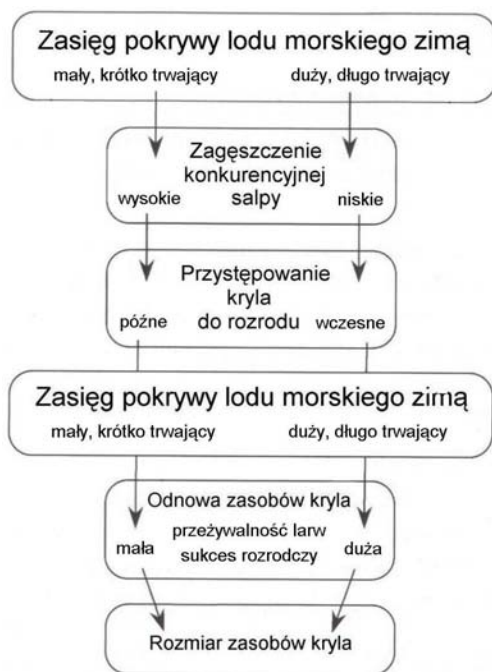 Zasięg pokrywy lodu morskiego zimą
mały, krótko trwający duży, długo trwający
Zagęszczenie
konkurencyjnej
wysokie salpy niskie
Przystępowanie
kryla
późne do rozrodu wczesne
Zasięg pokrywy lodu morskiego zimą
mały, krótko trwający duży, długo trwający
Odnowa zasobów kryla
przeżywalność larw
mała sukces rozrodczy duża
Rozmiar zasobów kryla